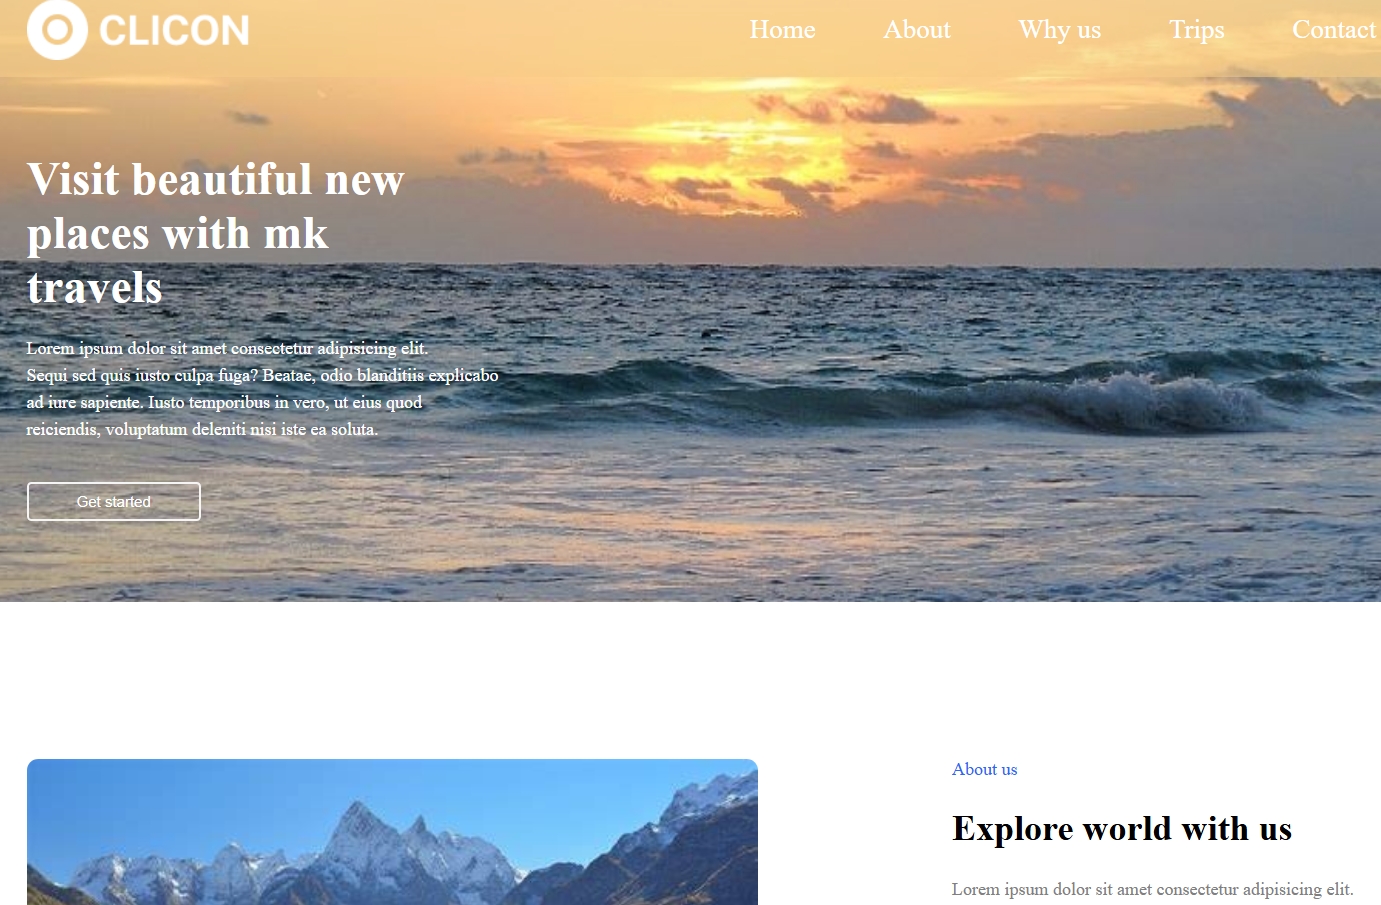 CLICON
Home About Why us Trips Contact
Visit beautiful new
places with mk
travels
Lorem ipsum dolor sit amet consectetur adipisicing elit.
Sequi sed quis iusto culpa fuga? Beatae, odio blanditiis explicabo
ad iure sapiente. Iusto temporibus in vero, ut eius quod
reiciendis, voluptatum deleniti nisi iste ea soluta.
Get started
About us
Explore world with us
Lorem ipsum dolor sit amet consectetur adipisicing elit.